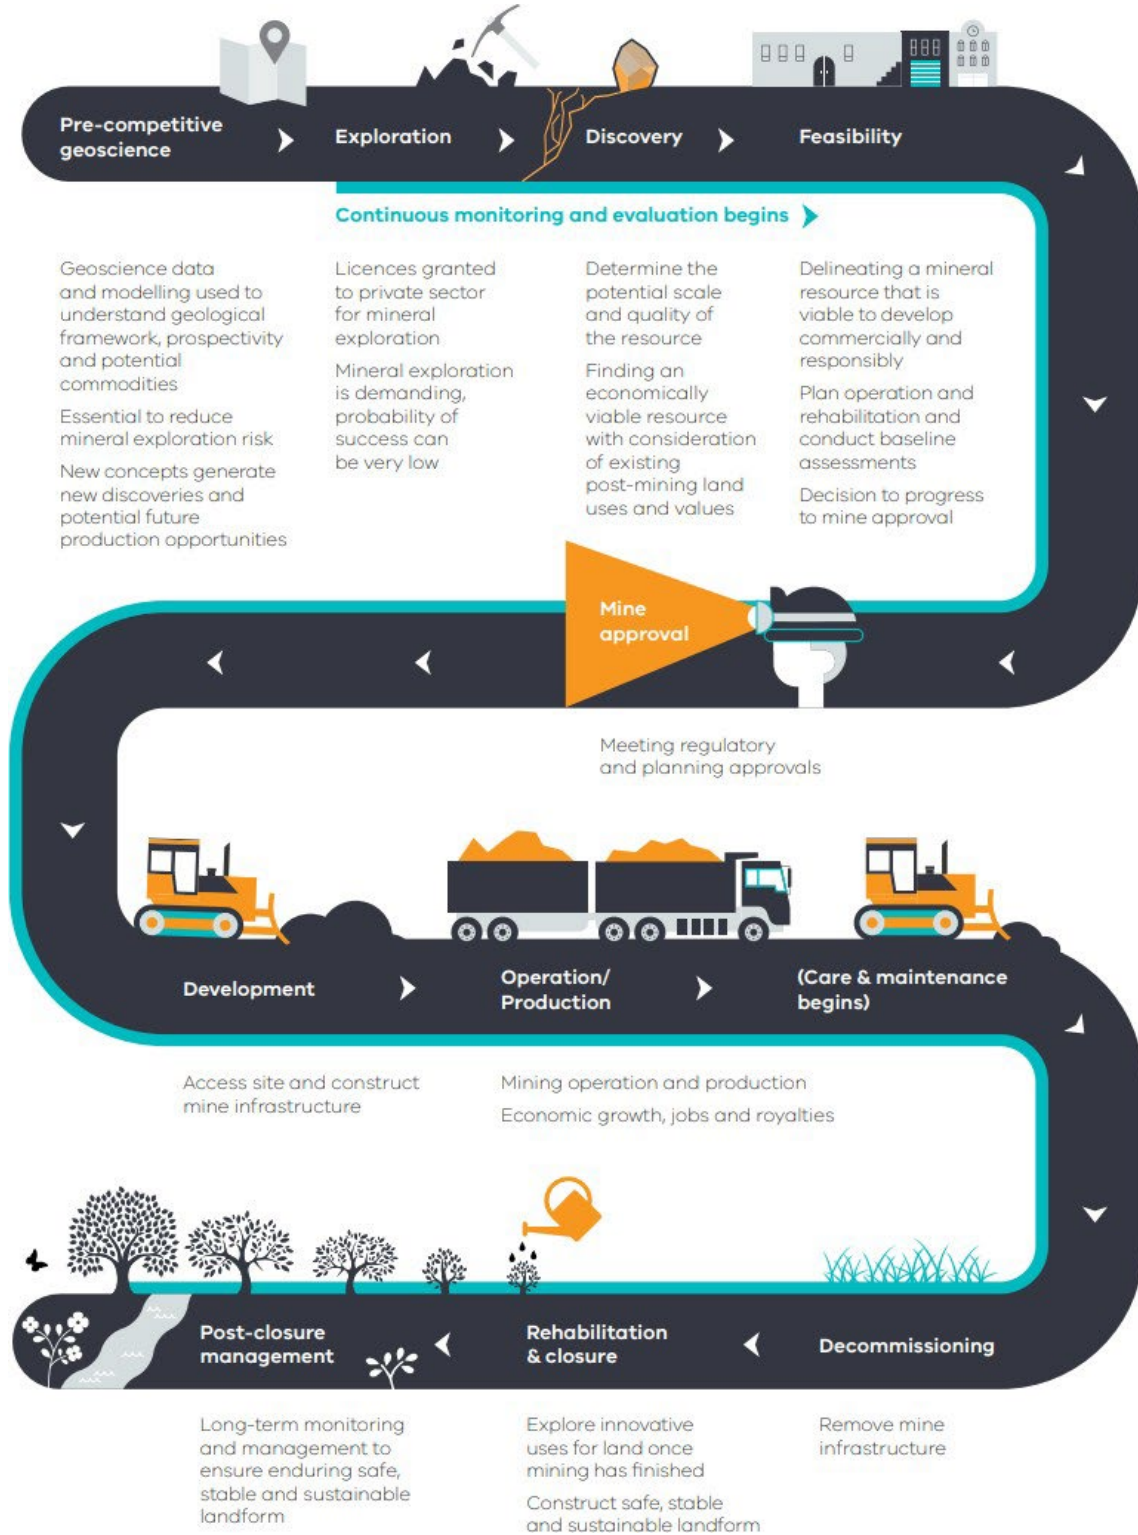 Pre-competitive
geoscience
Exploration
Discovery
Feasibility
Continuous monitoring and evaluation begins
Geoscience data
and modelling used to
understand geological
framework, prospectivity
and potential
commodities
Essential to reduce
mineral exploration risk
New concepts generate
new discoveries and
potential future
production opportunities
Licences granted
to private sector
for mineral
exploration
Mineral exploration
is demanding,
probability of
success can
be very low
Determine the
potential scale
and quality of
the resource
Finding an
economically
viable resource
with consideration
of existing
post-mining land
uses and values
Delineating a mineral
resource that is
viable to develop
commercially and
responsibly
Plan operation and
rehabilitation and
conduct baseline
assessments
Decision to progress
to mine approval
Mine
approval
Meeting regulatory
and planning approvals
Development
Operation/
Production
(Care & maintenance
begins)
Access site and construct
mine infrastructure
Mining operation and production
Economic growth, jobs and royalties
Post-closure
management
Rehabilitation
& closure
Decommissioning
Long-term monitoring
and management to
ensure enduring safe,
stable and sustainable
landform
Explore innovative
uses for land once
mining has finished
Construct safe, stable
and sustainable landform
Remove mine
infrastructure